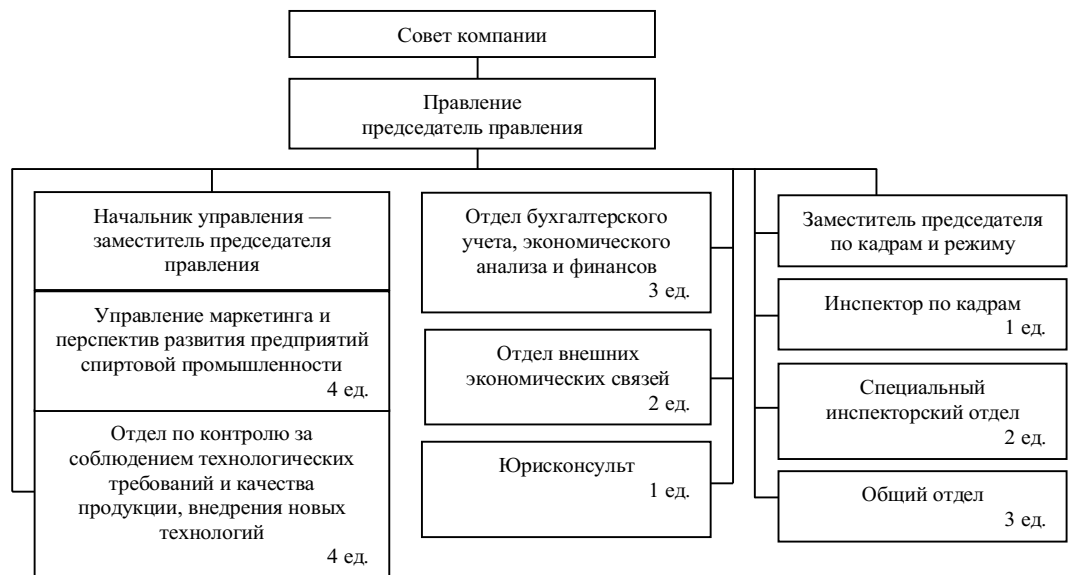 Совет компании
Правление
председатель правления
Начальник управления —
заместитель председателя
правления
Управление маркетинга и
перспектив развития предприятий
спиртовой промышленности
4 ед.
Отдел по контролю за
соблюдением технологических
требований и качества
продукции, внедрения новых
технологий
4 ед.
Отдел бухгалтерского
учета, экономического
анализа и финансов
3 ед.
Отдел внешних
экономических связей
2 ед.
Юрисконсульт
1 ед.
Заместитель председателя
по кадрам и режиму
Инспектор по кадрам
1 ед.
Специальный
инспекторский отдел
2 ед.
Общий отдел
3 ед.